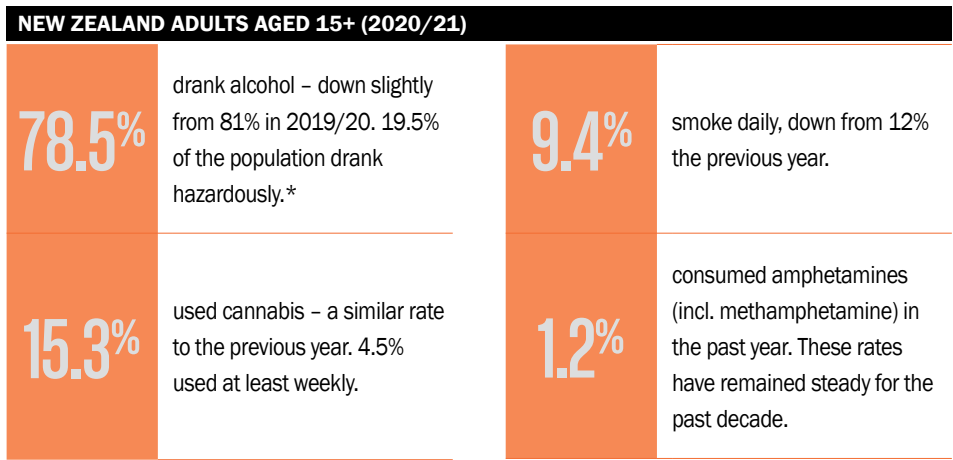 NEW ZEALAND ADULTS AGED 15+ (2020/21)
78.5%
drank alcohol – down slightly
from 81% in 2019/20. 19.5%
of the population drank
hazardously.*
9.4%
smoke daily, down from 12%
the previous year.
15.3%
used cannabis – a similar rate
to the previous year. 4.5%
used at least weekly.
1.2%
consumed amphetamines
(incl. methamphetamine) in
the past year. These rates
have remained steady for the
past decade.